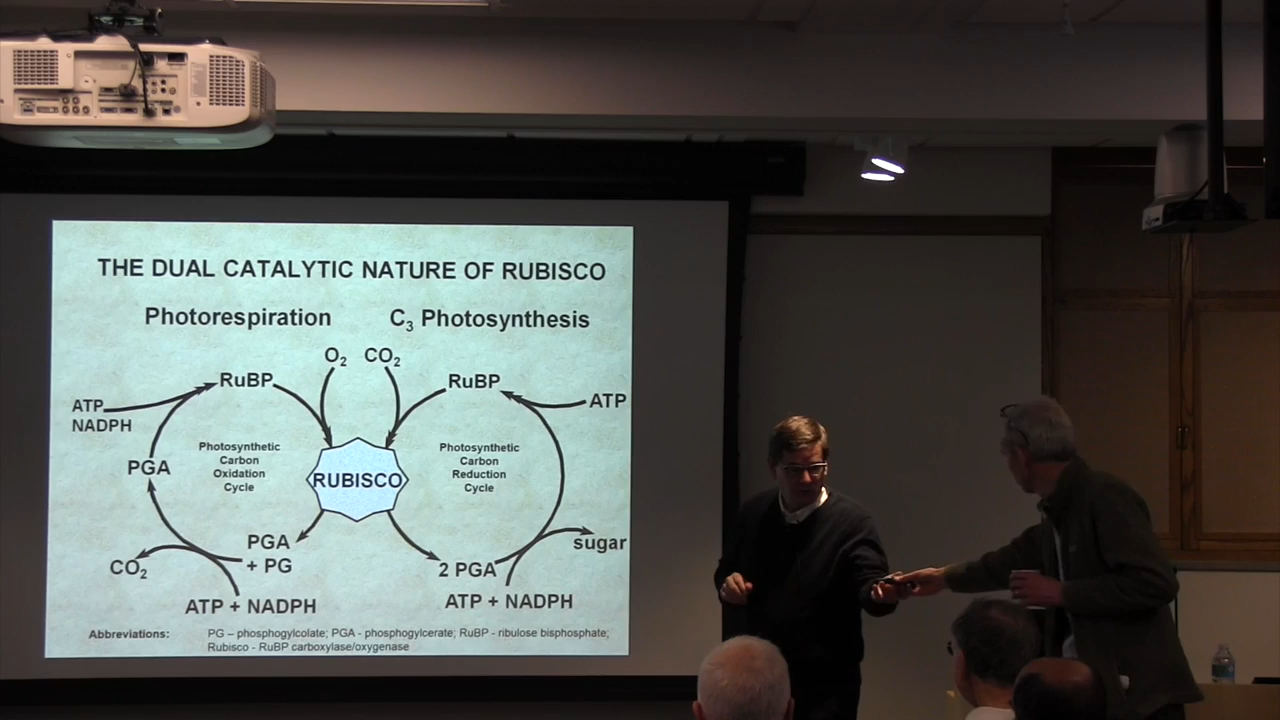 THE DUAL CATALYTIC NATURE OF RUBISCO
Photorespiration
C3 Photosynthesis
O2 CO2
RuBP
RuBP
ATP
NADPH
ATP
Photosynthetic
Carbon
Oxidation
Cycle
Photosynthetic
Carbon
Reduction
Cycle
PGA
RUBISCO
PGA
+ PG
CO2
sugar
2 PGA
ATP + NADPH
ATP + NADPH
Abbreviations: PG – phosphogylcolate; PGA - phosphogylcerate; RuBP - ribulose bisphosphate;
Rubisco - RuBP carboxylase/oxygenase